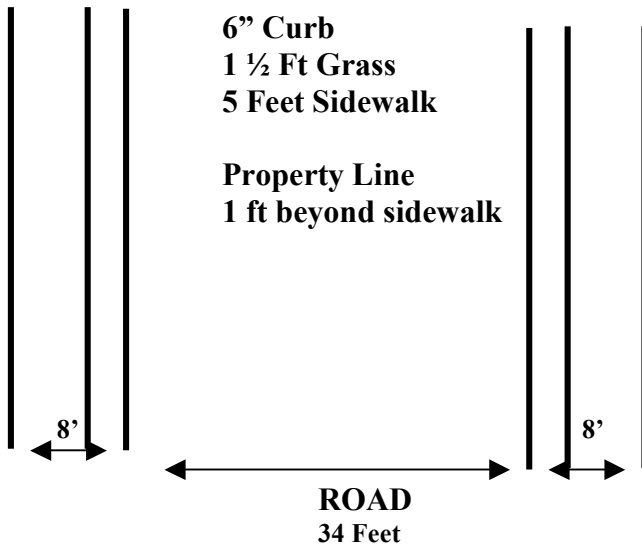 6” Curb
1 ½ Ft Grass
5 Feet Sidewalk
Property Line
1 ft beyond sidewalk
8’
8’
ROAD
34 Feet